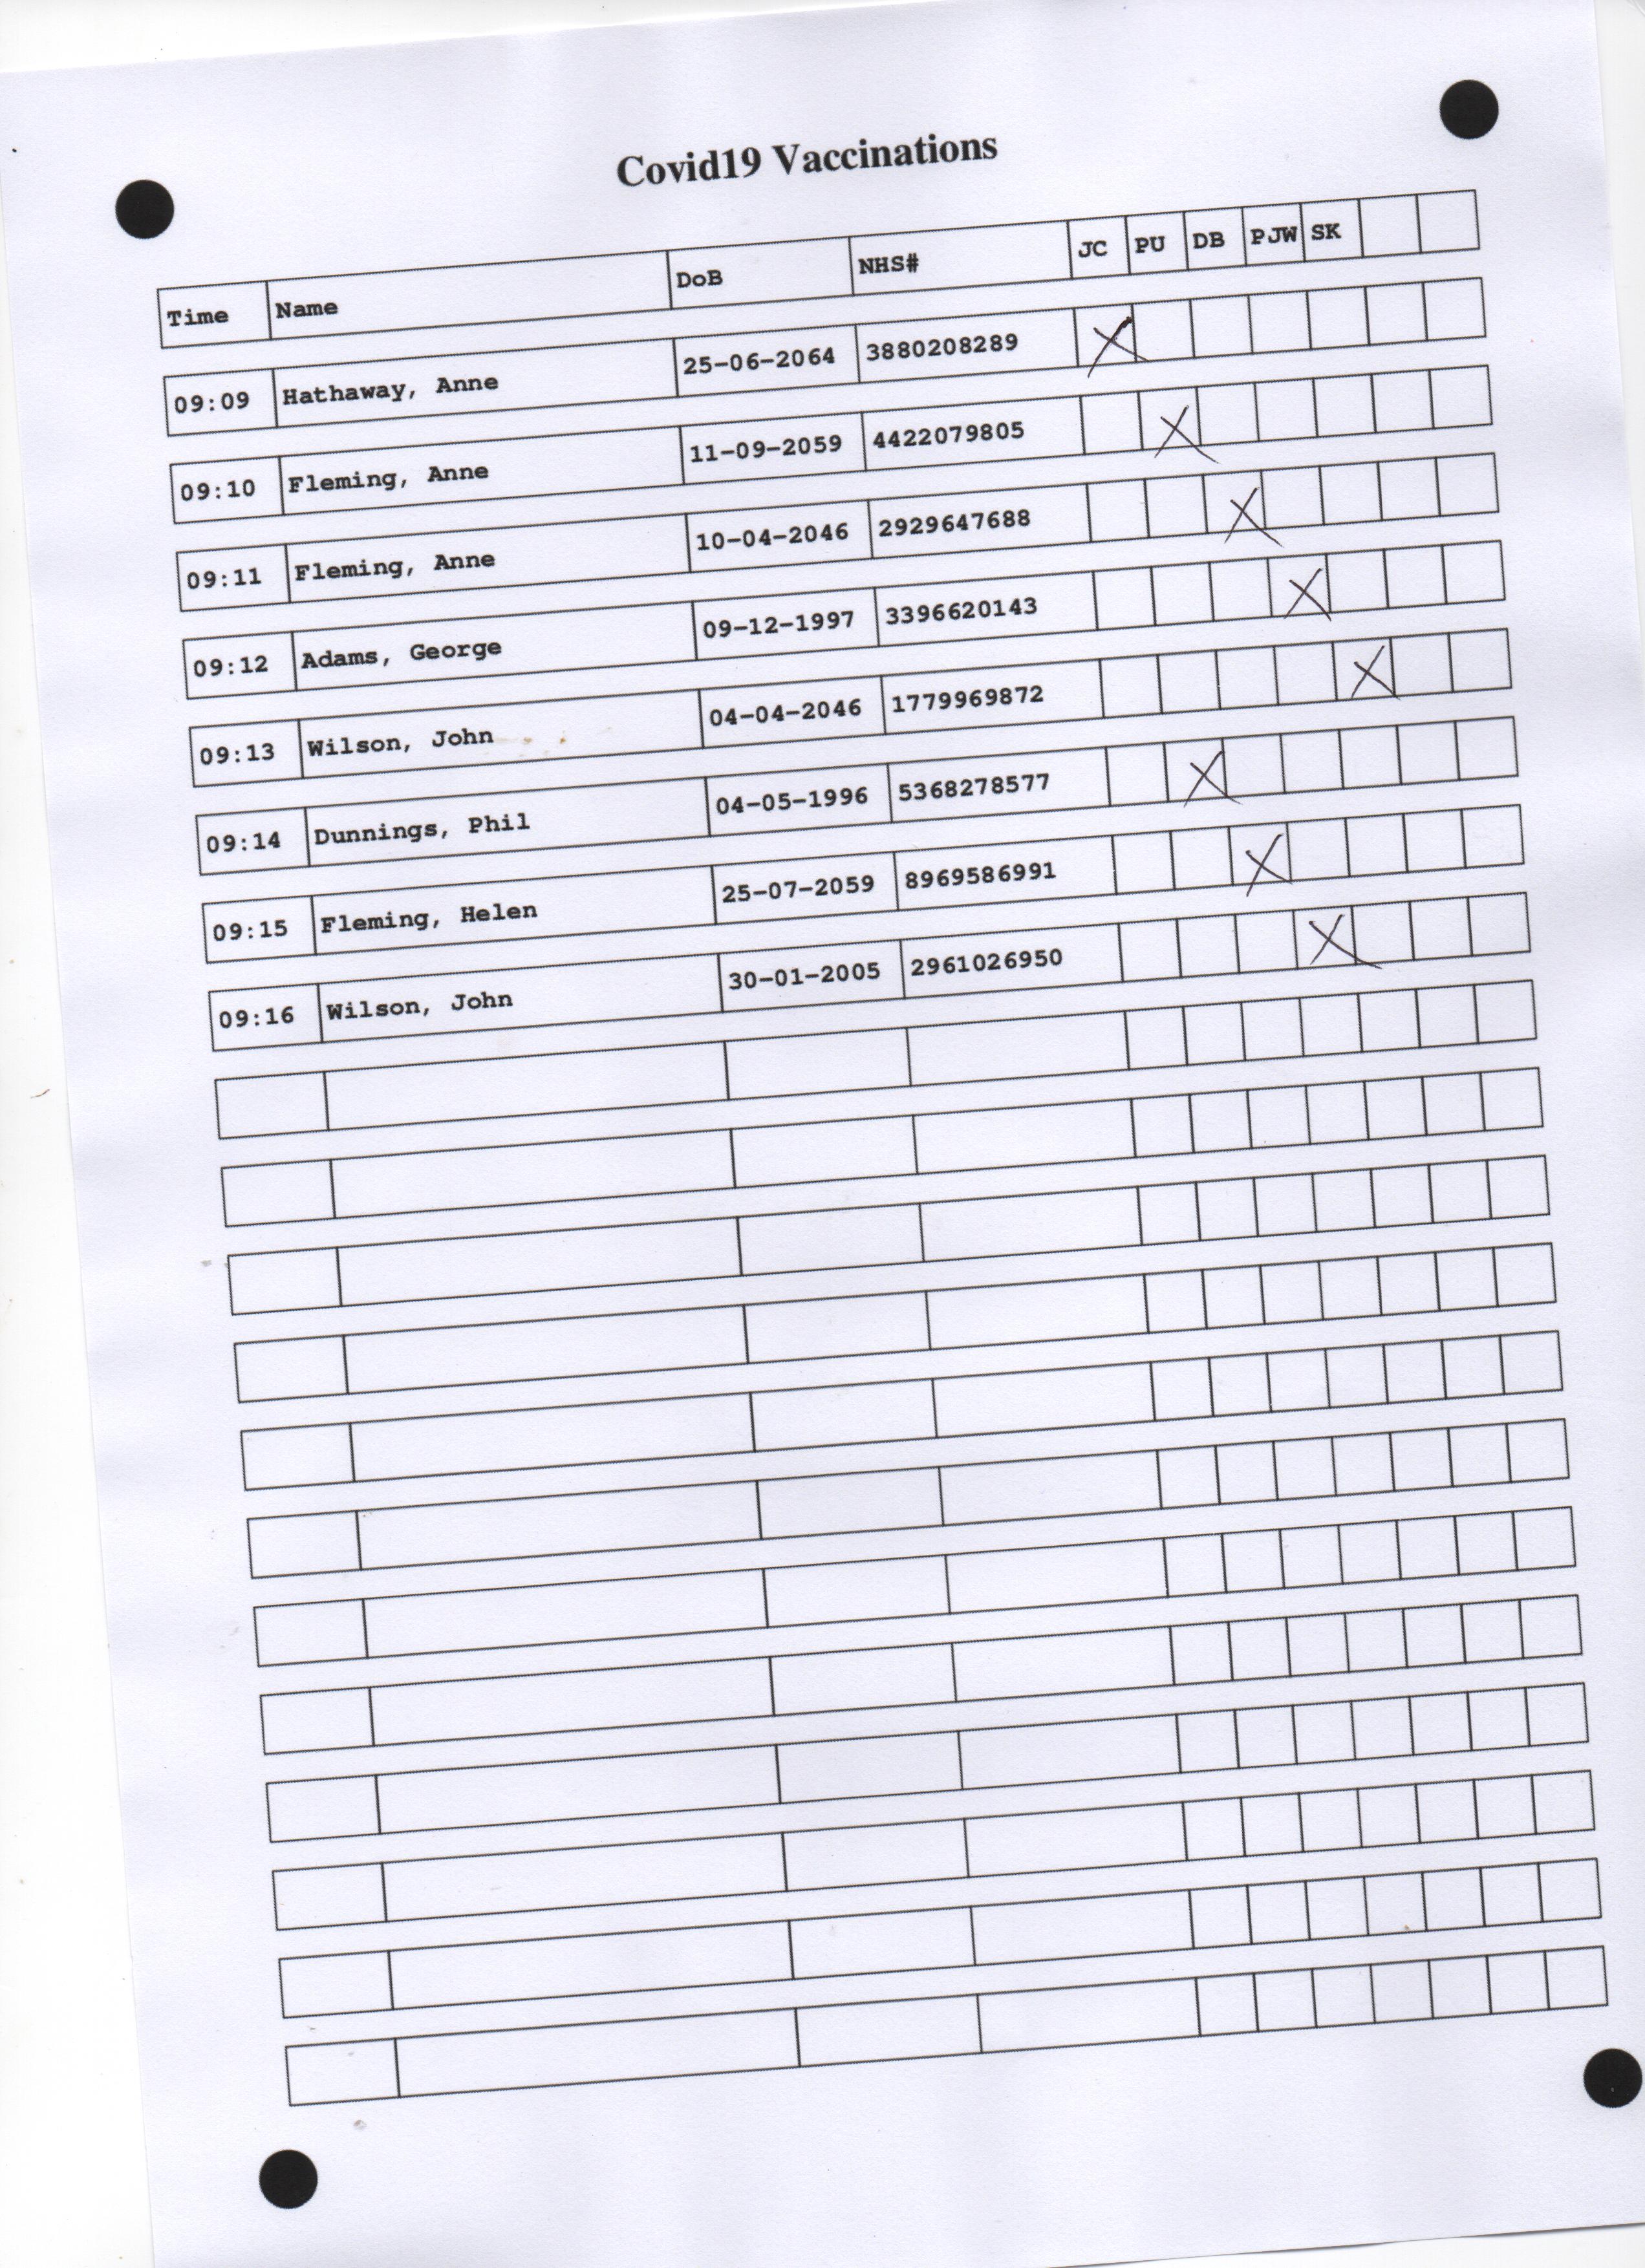 Covid19 Vaccinations
Time Name DoB NHS# JC PU DB PJW SK
09:09 Hathaway, Anne 25-06-2064 3880208289 X
09:10 Fleming, Anne 11-09-2059 4422079805 X
09:11 Fleming, Anne 10-04-2046 2929647688 X
09:12 Adams, George 09-12-1997 3396620143 X
09:13 Wilson, John 04-04-2046 1779969872 X
09:14 Dunnings, Phil 04-05-1996 5368278577 X
09:15 Fleming, Helen 25-07-2059 8969586991 X
09:16 Wilson, John 30-01-2005 2961026950 X